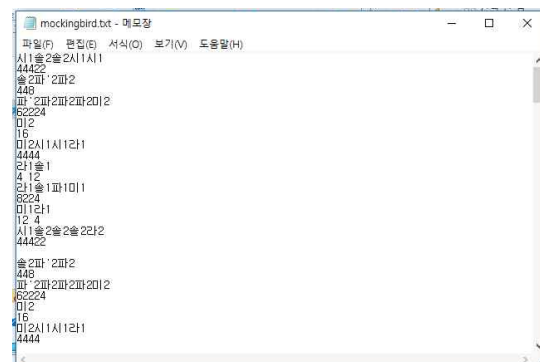 mockingbird.txt - 메모장
파일(F) 편집(E) 서식(O) 보기(V) 도움말(H)
시1솔2솔2시1시1
44422
솔2파'2파2
448
파'2파2파2파2미2
62224
미2
16
미2시1시1라1
4444
라1솔1
4 12
라1솔1파1미1
8224
미1라1
12 4
시1솔2솔2솔2라2
44422

솔2파'2파2
448
파'2파2파2파2미2
62224
미2
16
미2시1시1라1
4444